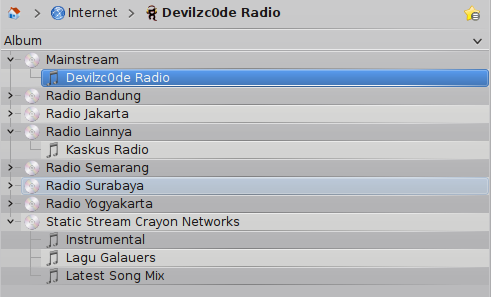 Internet Devilzc0de Radio
Album
Mainstream
Devilzc0de Radio
Radio Bandung
Radio Jakarta
Radio Lainnya
Kaskus Radio
Radio Semarang
Radio Surabaya
Radio Yogyakarta
Static Stream Crayon Networks
Instrumental
Lagu Galauers
Latest Song Mix